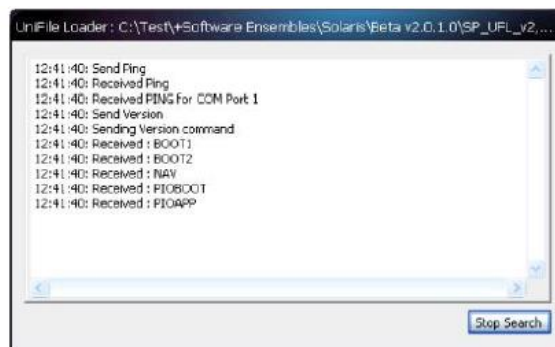 UniFile Loader: C:\Test\+Software Ensembles\Solaris\Beta v2.0.1.0\SP_UFL_v2,...
12:41:40: Send Ping
12:41:40: Received Ping
12:41:40: Received PING for COM Port 1
12:41:40: Send Version
12:41:40: Sending Version command
12:41:40: Received : BOOT1
12:41:40: Received : BOOT2
12:41:40: Received : NAV
12:41:40: Received : PIOBOOT
12:41:40: Received : PIOAPP
Stop Search